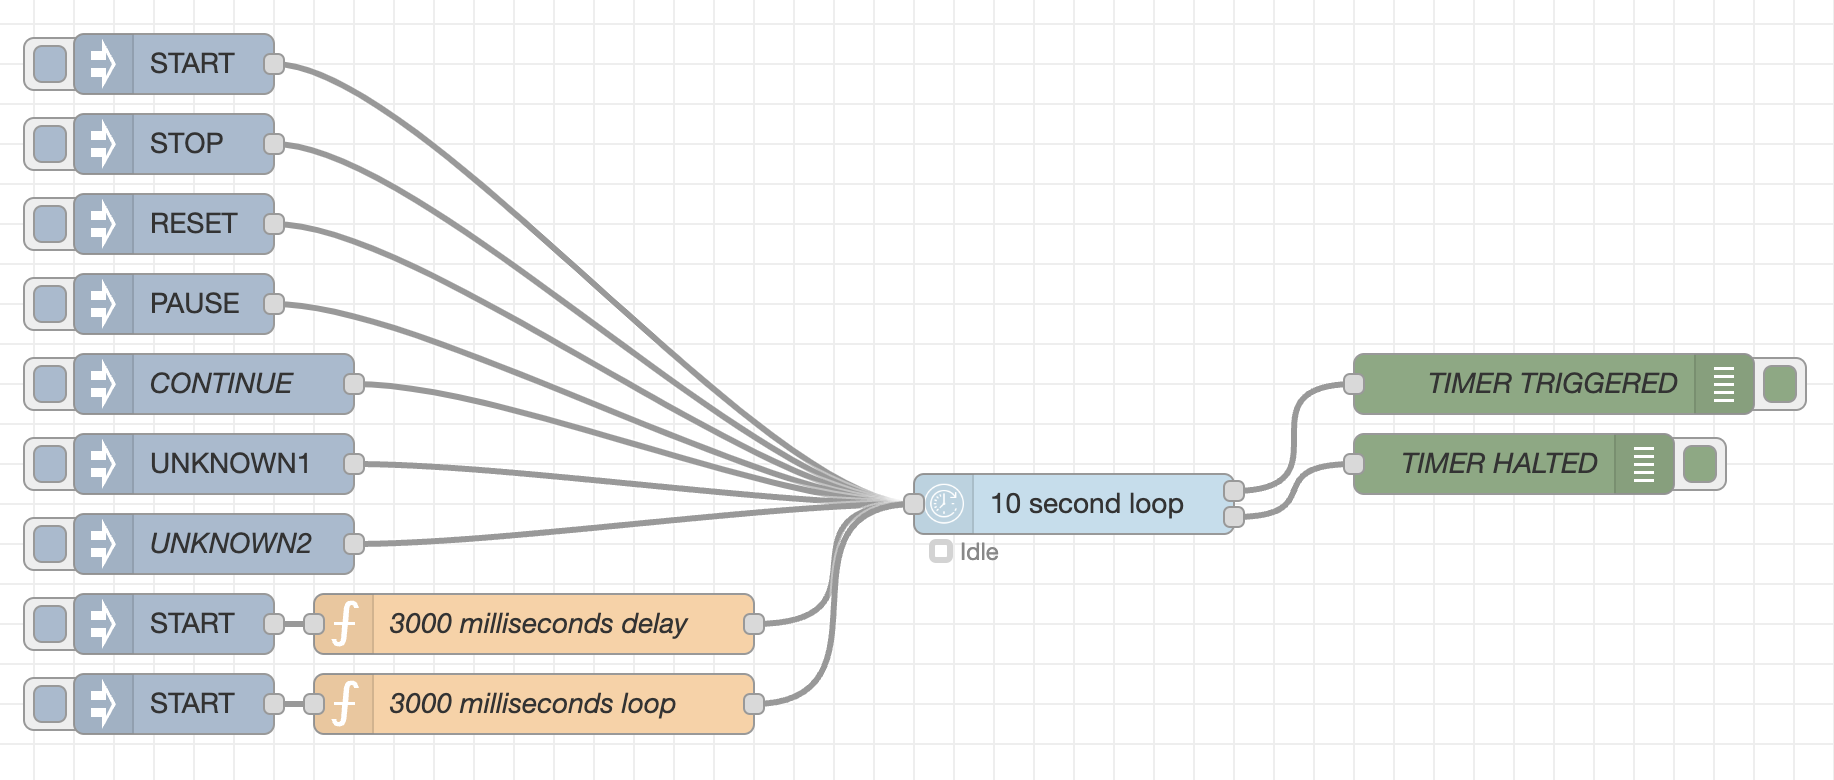 START
STOP
RESET
PAUSE
CONTINUE
TIMER TRIGGERED
UNKNOWN1
TIMER HALTED
10 second loop
UNKNOWN2
Idle
START
3000 milliseconds delay
START
3000 milliseconds loop